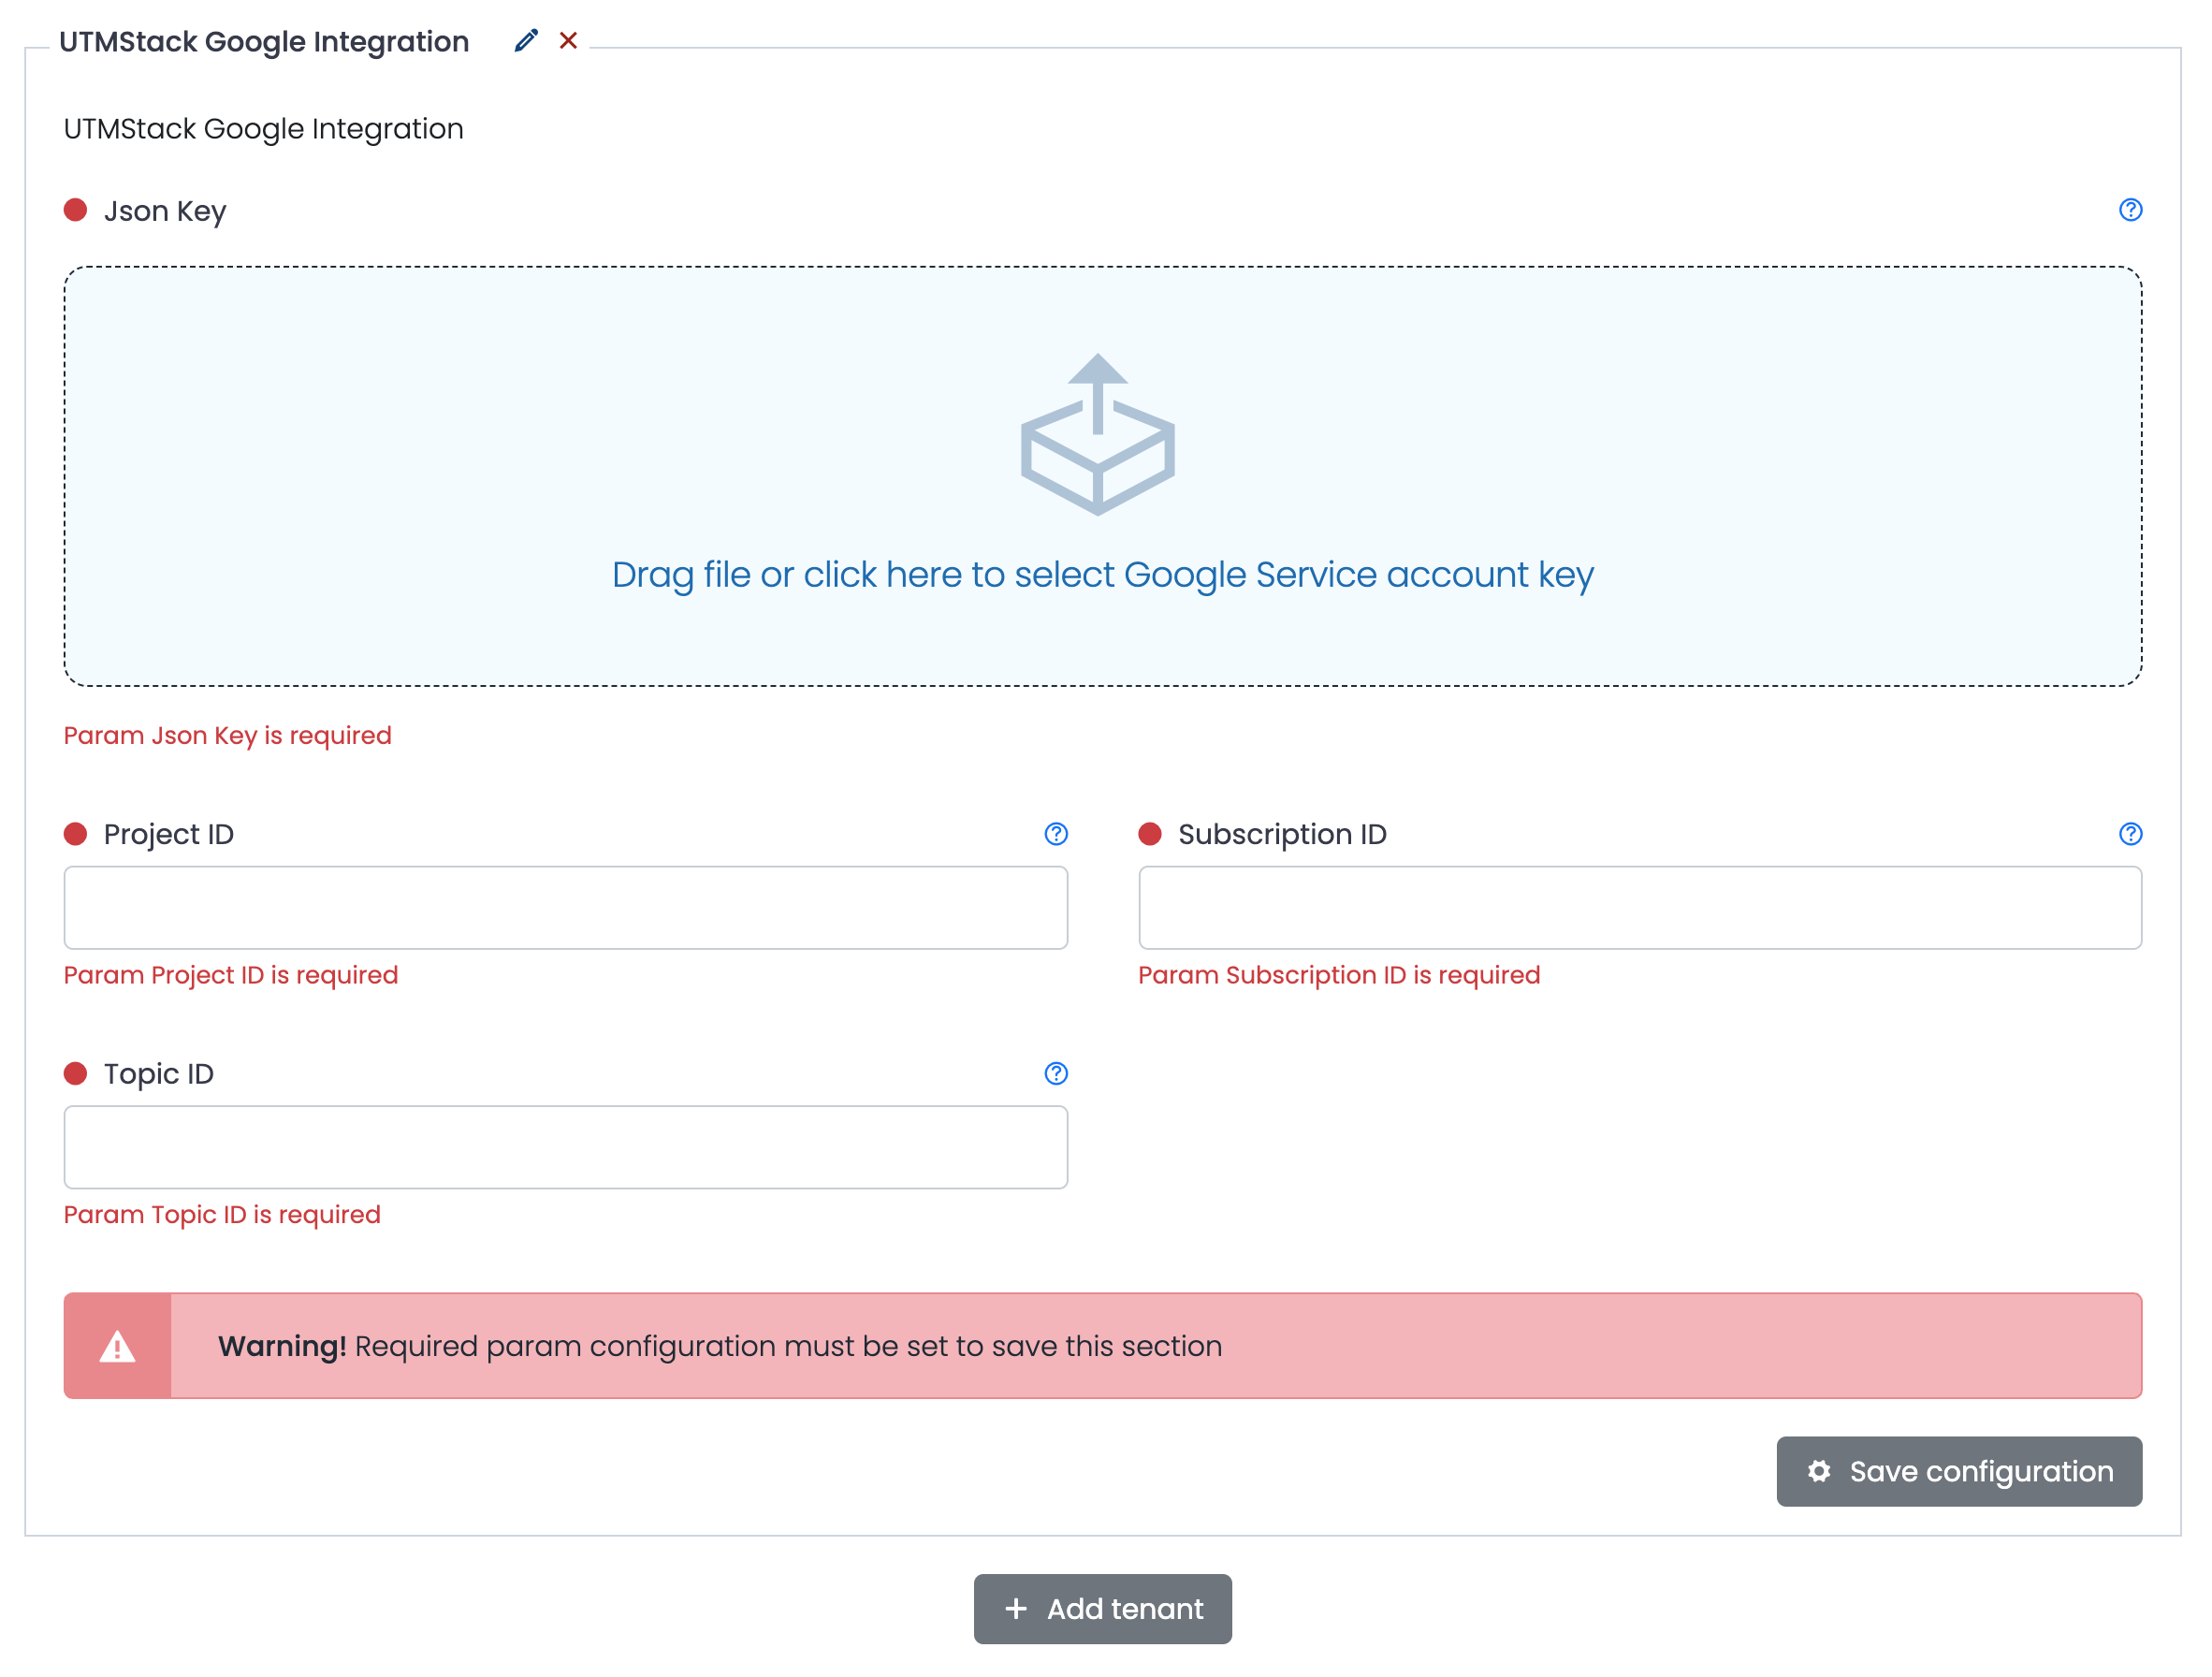 UTMStack Google Integration
UTMStack Google Integration
Json Key
Drag file or click here to select Google Service account key
Param Json Key is required
Project ID
Subscription ID
Param Project ID is required
Param Subscription ID is required
Topic ID
Param Topic ID is required
Warning! Required param configuration must be set to save this section
Save configuration
Add tenant